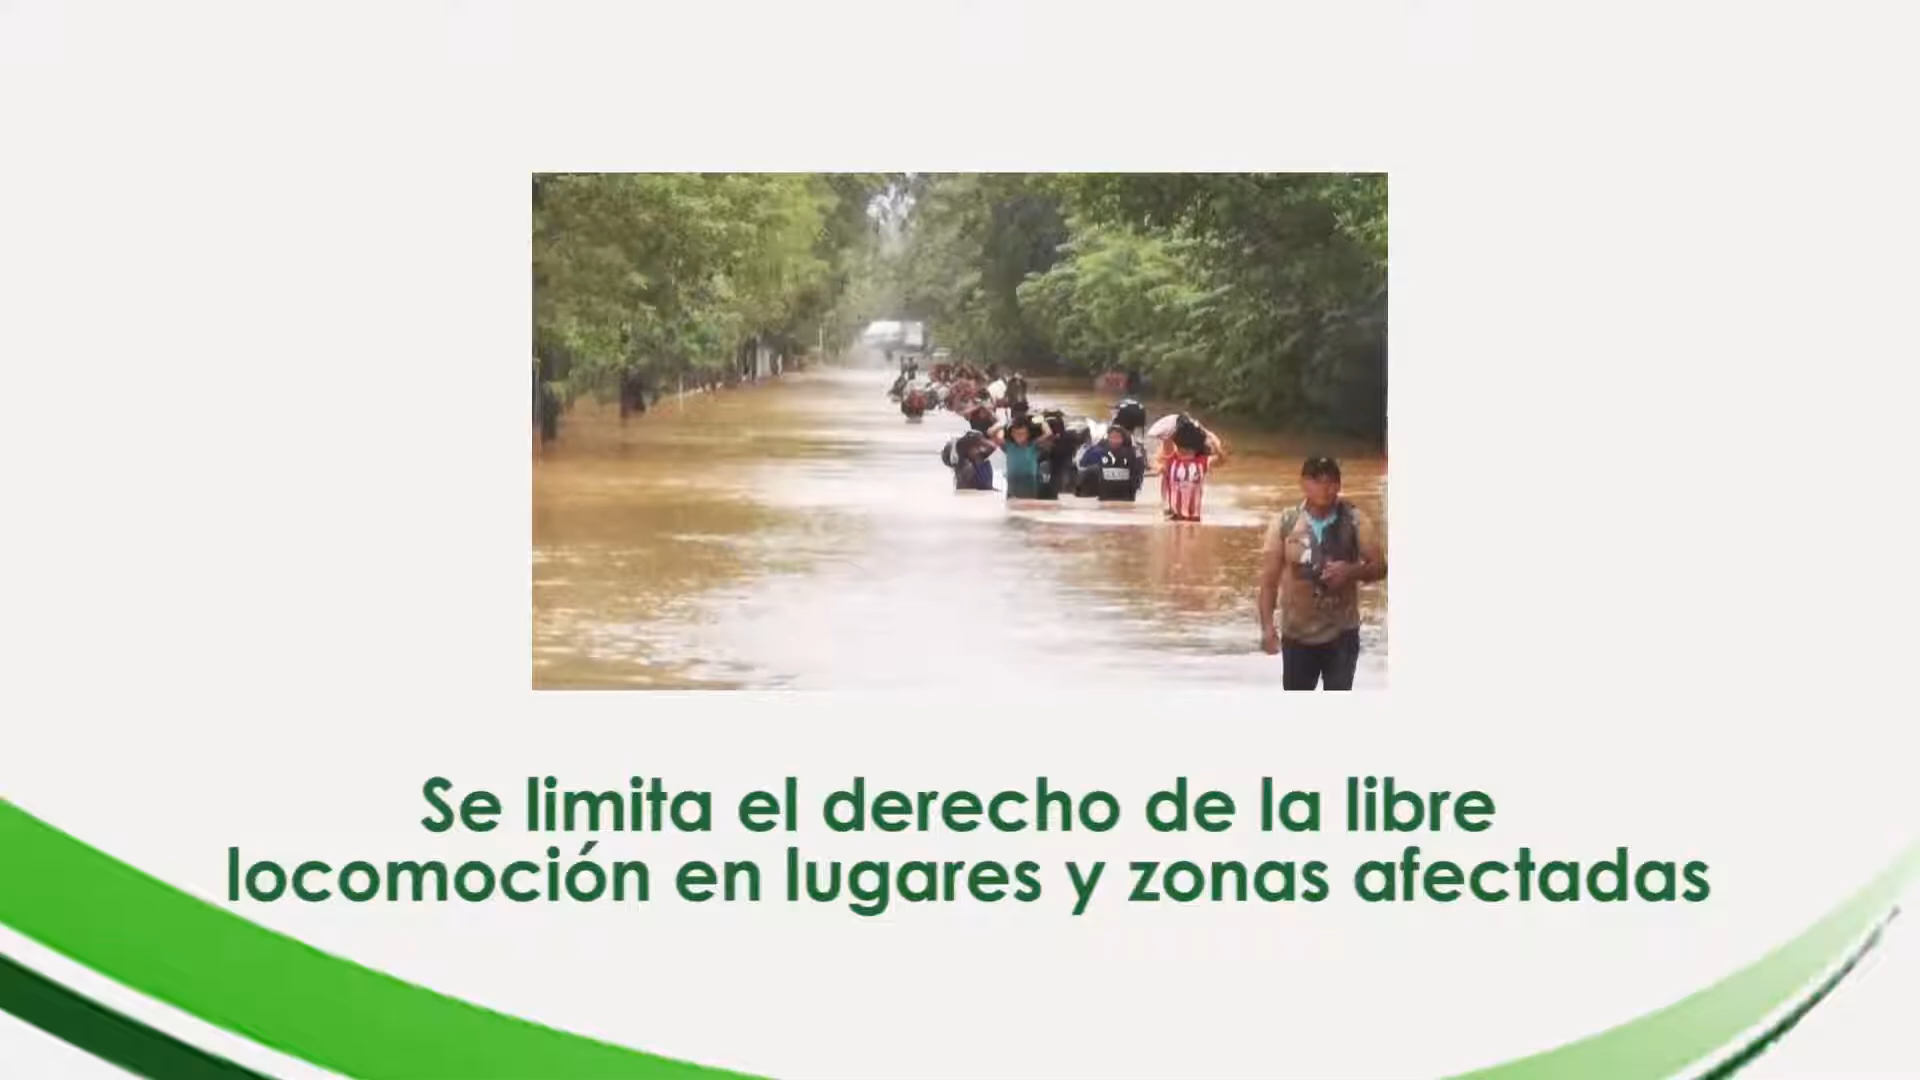 Se limita el derecho de la libre
locomoción en lugares y zonas afectadas